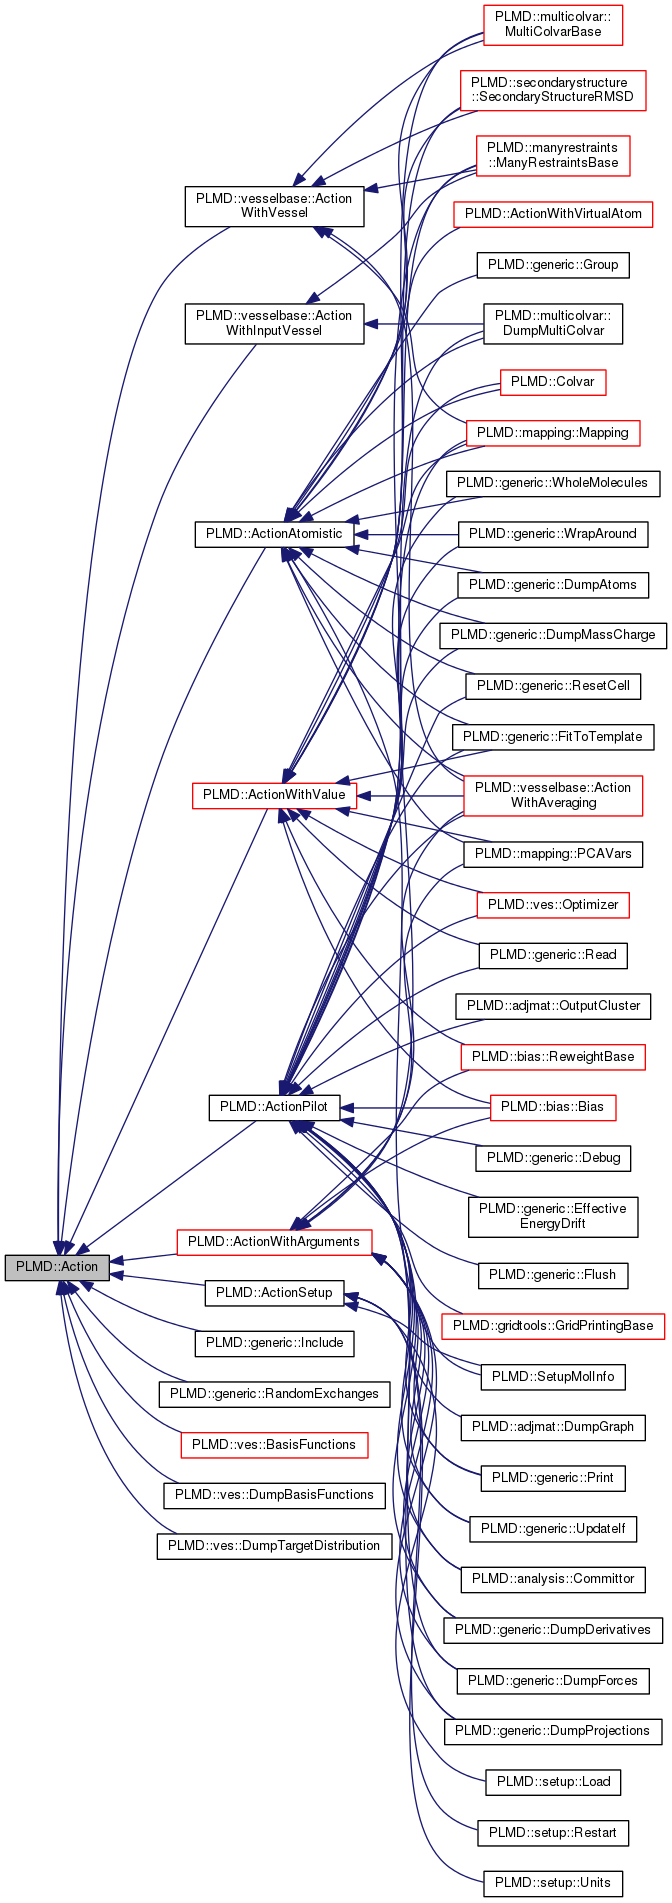 PLMD::Action
PLMD::vesselbase::Action
WithVessel
PLMD::vesselbase::Action
WithInputVessel
PLMD::ActionAtomistic
PLMD::ActionWithValue
PLMD::ActionPilot
PLMD::ActionWithArguments
PLMD::ActionSetup
PLMD::generic::Include
PLMD::generic::RandomExchanges
PLMD::ves::BasisFunctions
PLMD::ves::DumpBasisFunctions
PLMD::ves::DumpTargetDistribution
PLMD::multicolvar::
MultiColvarBase
PLMD::secondarystructure
::SecondaryStructureRMSD
PLMD::manyrestraints
::ManyRestraintsBase
PLMD::ActionWithVirtualAtom
PLMD::generic::Group
PLMD::multicolvar::
DumpMultiColvar
PLMD::Colvar
PLMD::mapping::Mapping
PLMD::generic::WholeMolecules
PLMD::generic::WrapAround
PLMD::generic::DumpAtoms
PLMD::generic::DumpMassCharge
PLMD::generic::ResetCell
PLMD::generic::FitToTemplate
PLMD::vesselbase::Action
WithAveraging
PLMD::mapping::PCAVars
PLMD::ves::Optimizer
PLMD::generic::Read
PLMD::adjmat::OutputCluster
PLMD::bias::ReweightBase
PLMD::bias::Bias
PLMD::generic::Debug
PLMD::generic::Effective
EnergyDrift
PLMD::generic::Flush
PLMD::gridtools::GridPrintingBase
PLMD::SetupMolInfo
PLMD::adjmat::DumpGraph
PLMD::generic::Print
PLMD::generic::UpdateIf
PLMD::analysis::Committor
PLMD::generic::DumpDerivatives
PLMD::generic::DumpForces
PLMD::generic::DumpProjections
PLMD::setup::Load
PLMD::setup::Restart
PLMD::setup::Units